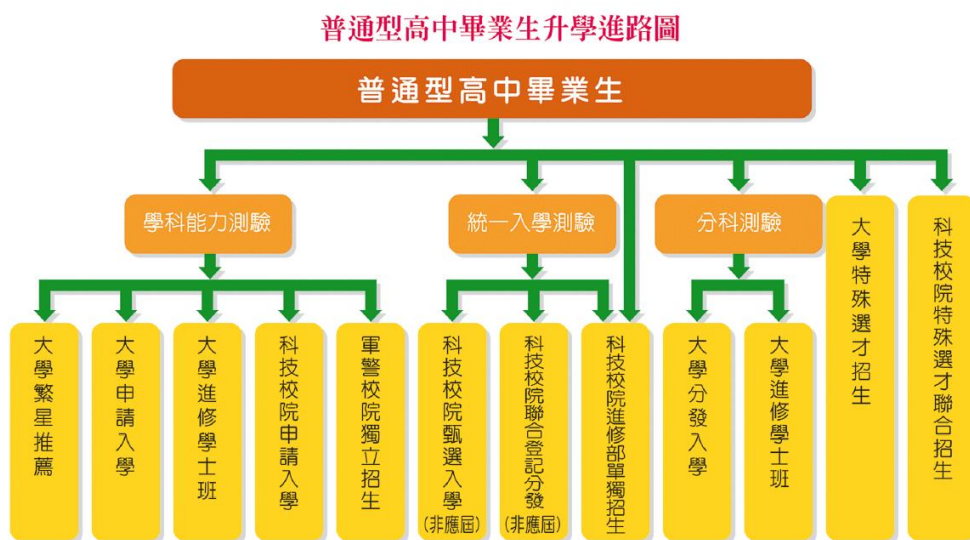 普通型高中畢業生升學進路圖
普通型高中畢業生
學科能力測驗
統一入學測驗
分科測驗
大學特殊選才招生
科技校院特殊選才聯合招生
大學繁星推薦
大學申請入學
大學進修學士班
科技校院申請入學
軍警校院獨立招生
科技校院甄選入學
(非應屆)
科技校院聯合登記分發
(非應屆)
科技校院進修部單獨招生
大學分發入學
大學進修學士班